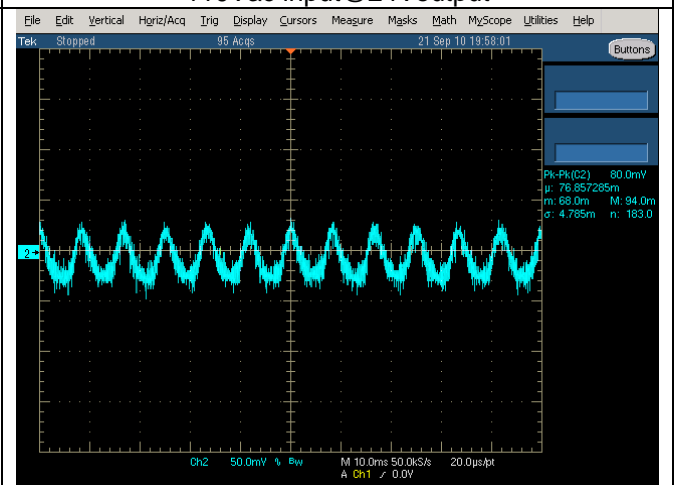 File Edit Vertical Horiz/Acq Trig Display Cursors Measure Masks Math MyScope Utilities Help
Tek Stopped 95 Acqs 21 Sep 10 19:58:01
Buttons
Pk-Pk(C2) 80.0mV
µ: 76.857285m
m: 68.0m M: 94.0m
σ: 4.785m n: 183.0
2
Ch2 50.0mV % Bw M 10.0ms 50.0kS/s 20.0µs/pt
A Ch1 0.0V